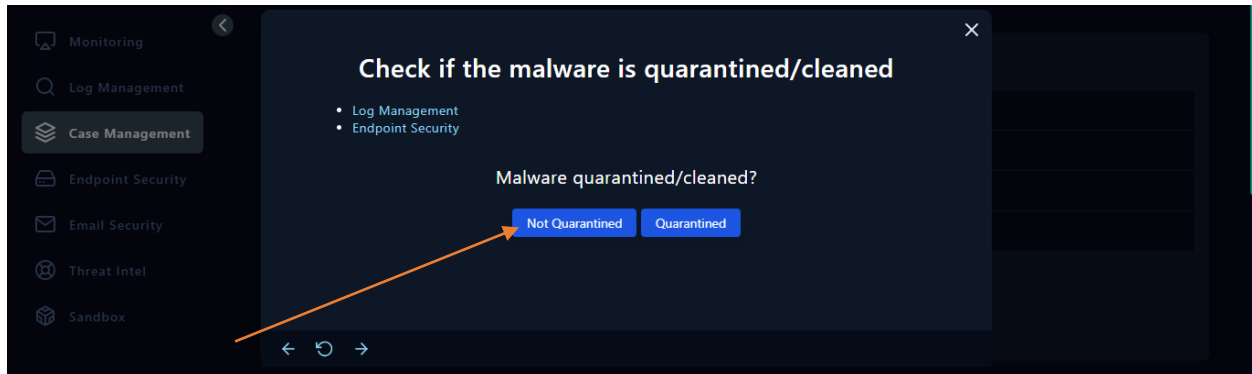 Monitoring
Log Management
Case Management
Endpoint Security
Email Security
Threat Intel
Sandbox
Check if the malware is quarantined/cleaned
Log Management
Endpoint Security
Malware quarantined/cleaned?
Not Quarantined Quarantined